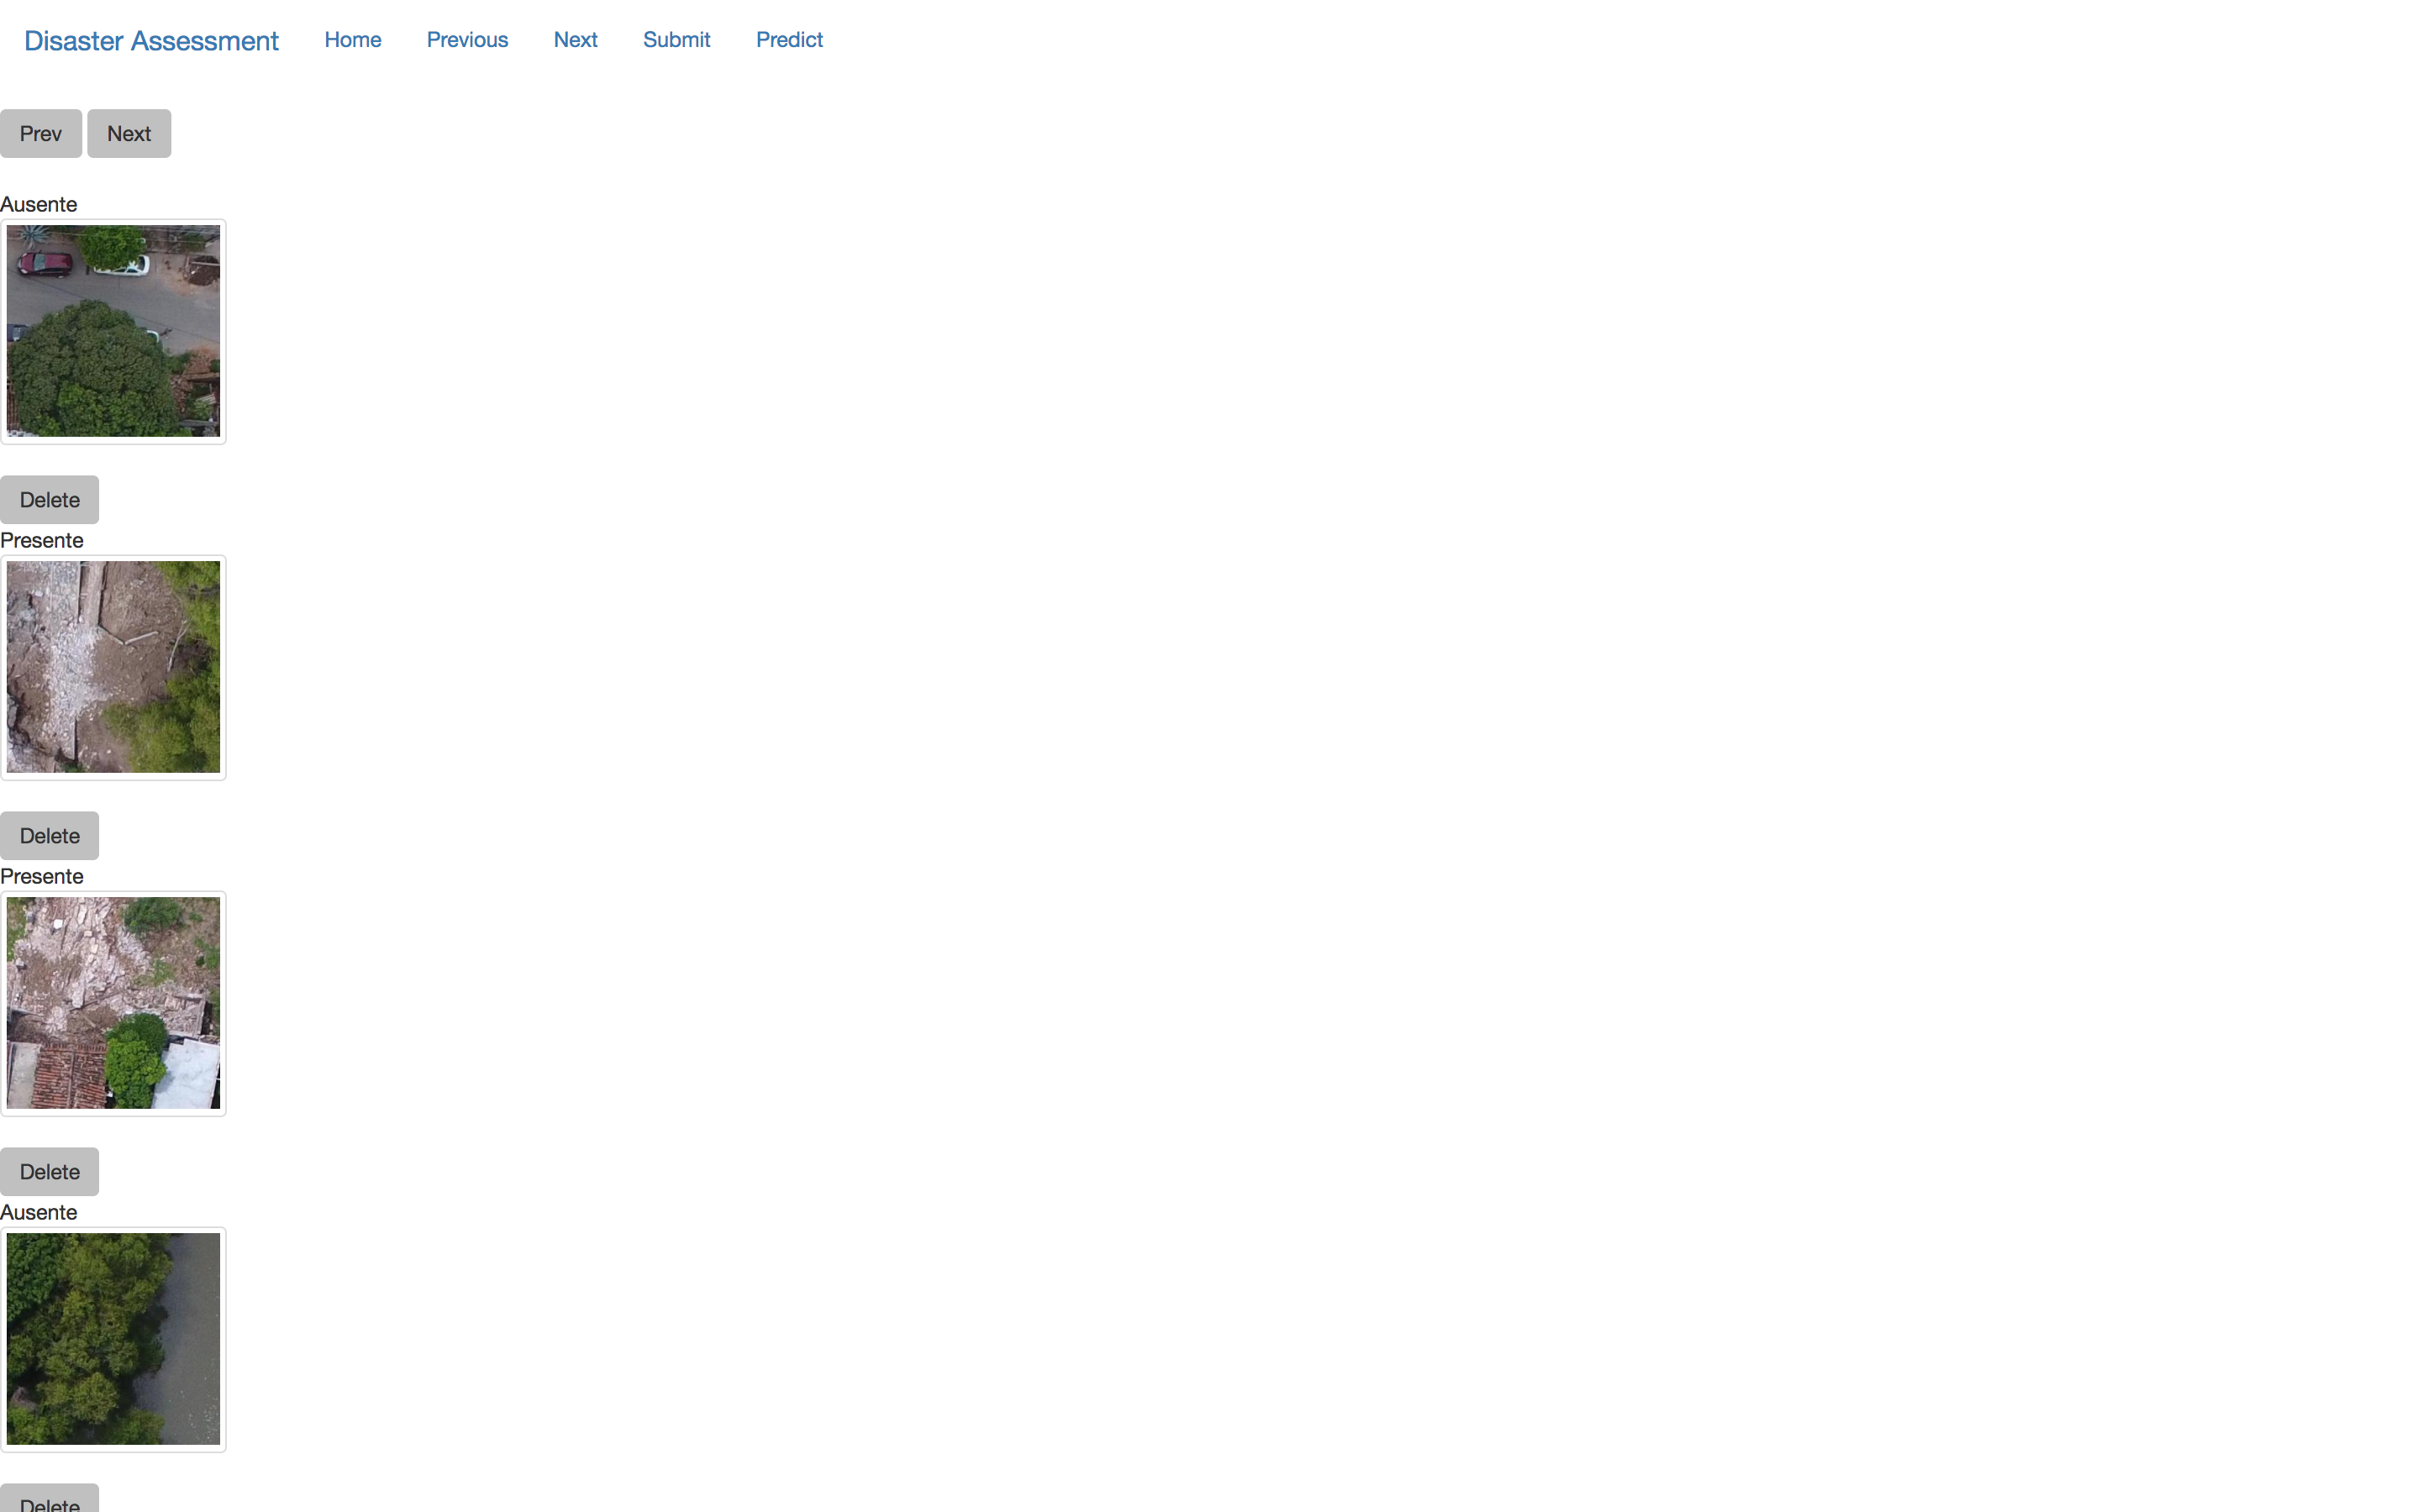 Disaster Assessment Home Previous Next Submit Predict
Prev Next
Ausente
Delete
Presente
Delete
Presente
Delete
Ausente
Delete